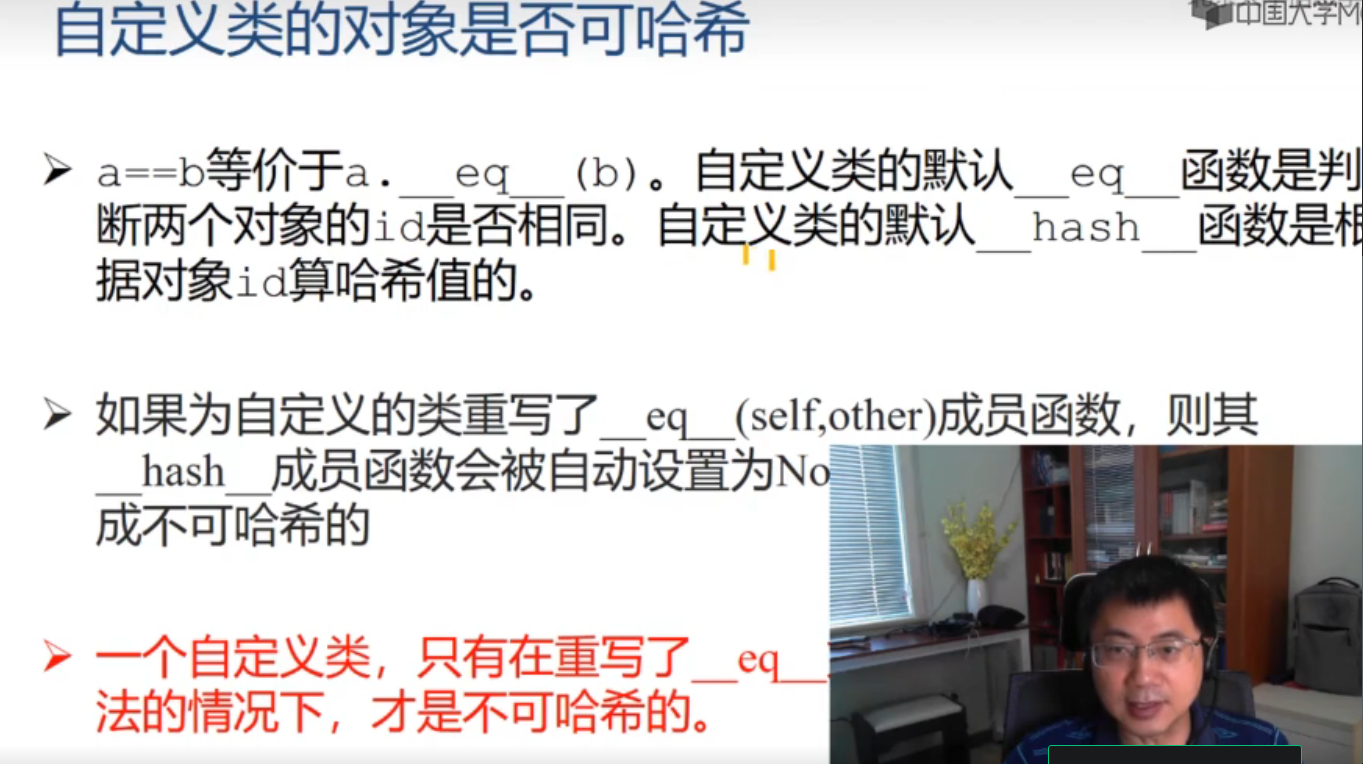 自定义类的对象是否可哈希
中国大学M
➢ a==b等价于a.__eq__(b)。自定义类的默认__eq__函数是判
断两个对象的id是否相同。自定义类的默认__hash__函数是根
据对象id算哈希值的。
➢ 如果为自定义的类重写了__eq__(self,other)成员函数，则其
__hash__成员函数会被自动设置为No
成不可哈希的
➢ 一个自定义类，只有在重写了__eq__
法的情况下，才是不可哈希的。